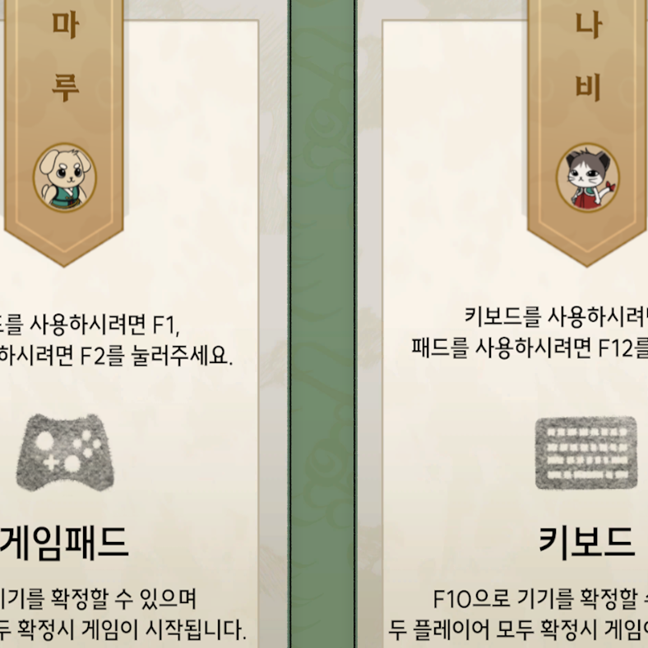 마
루
를 사용하시려면 F1,
하시려면 F2를 눌러주세요.
게임패드
기기를 확정할 수 있으며
두 확정시 게임이 시작됩니다.
나
비
키보드를 사용하시려
패드를 사용하시려면 F12를
키보드
F10으로 기기를 확정할
두 플레이어 모두 확정시 게임